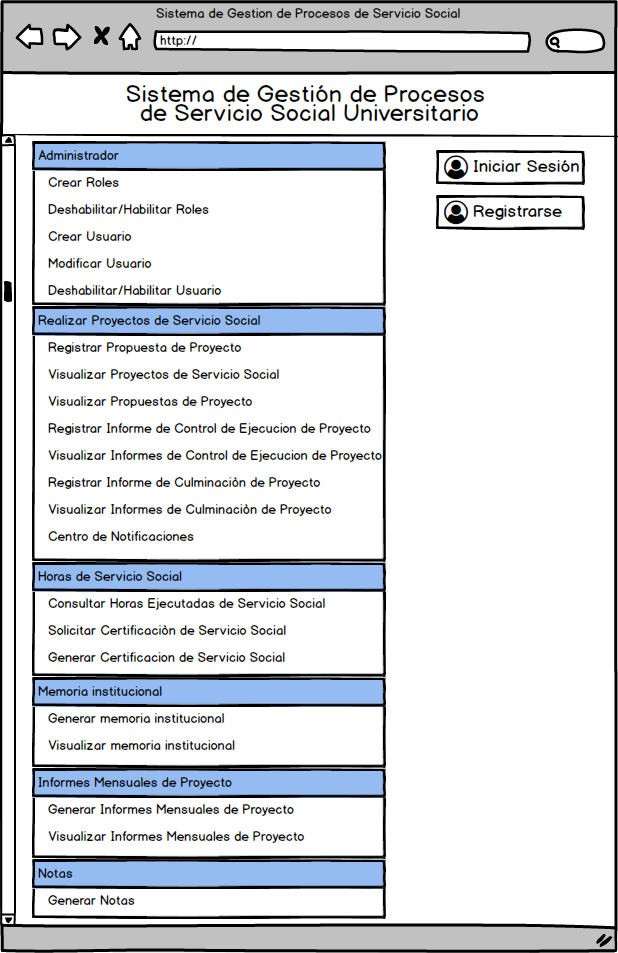 Sistema de Gestion de Procesos de Servicio Social
http://
Sistema de Gestión de Procesos
de Servicio Social Universitario
Administrador
Crear Roles
Deshabilitar/Habilitar Roles
Crear Usuario
Modificar Usuario
Deshabilitar/Habilitar Usuario
Realizar Proyectos de Servicio Social
Registrar Propuesta de Proyecto
Visualizar Proyectos de Servicio Social
Visualizar Propuestas de Proyecto
Registrar Informe de Control de Ejecucion de Proyecto
Visualizar Informes de Control de Ejecucion de Proyecto
Registrar Informe de Culminaciòn de Proyecto
Visualizar Informes de Culminaciòn de Proyecto
Centro de Notificaciones
Horas de Servicio Social
Consultar Horas Ejecutadas de Servicio Social
Solicitar Certificaciòn de Servicio Social
Generar Certificacion de Servicio Social
Memoria institucional
Generar memoria institucional
Visualizar memoria institucional
Informes Mensuales de Proyecto
Generar Informes Mensuales de Proyecto
Visualizar Informes Mensuales de Proyecto
Notas
Generar Notas
Iniciar Sesión
Registrarse